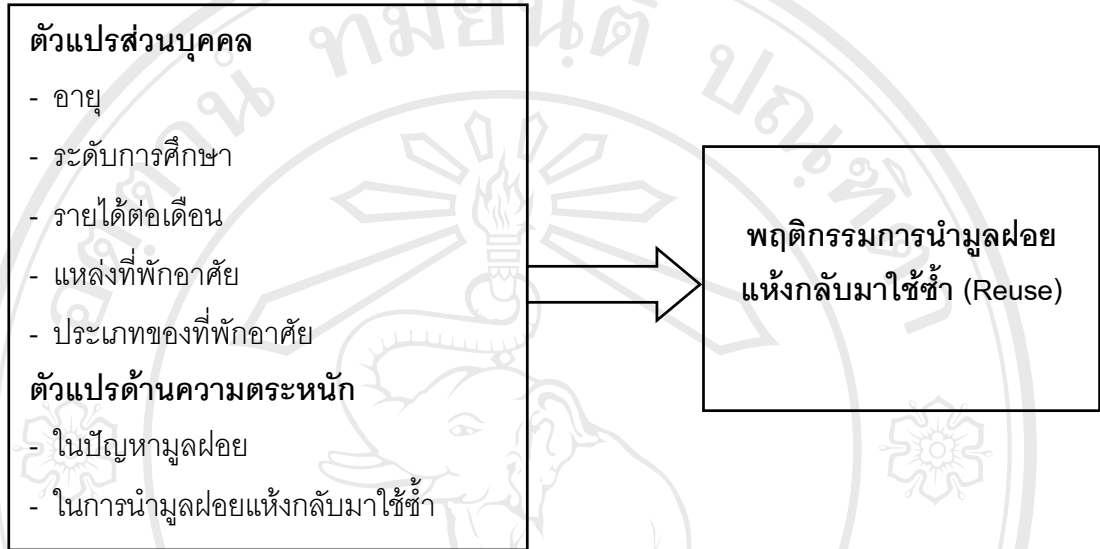 ตัวแปรส่วนบุคคล
- อายุ
- ระดับการศึกษา
- รายได้ต่อเดือน
- แหล่งที่พักอาศัย
- ประเภทของที่พักอาศัย
ตัวแปรด้านความตระหนัก
- ในปัญหามูลฝอย
- ในการนำมูลฝอยแห้งกลับมาใช้ซ้ำ
พฤติกรรมการนำมูลฝอย
แห้งกลับมาใช้ซ้ำ (Reuse)